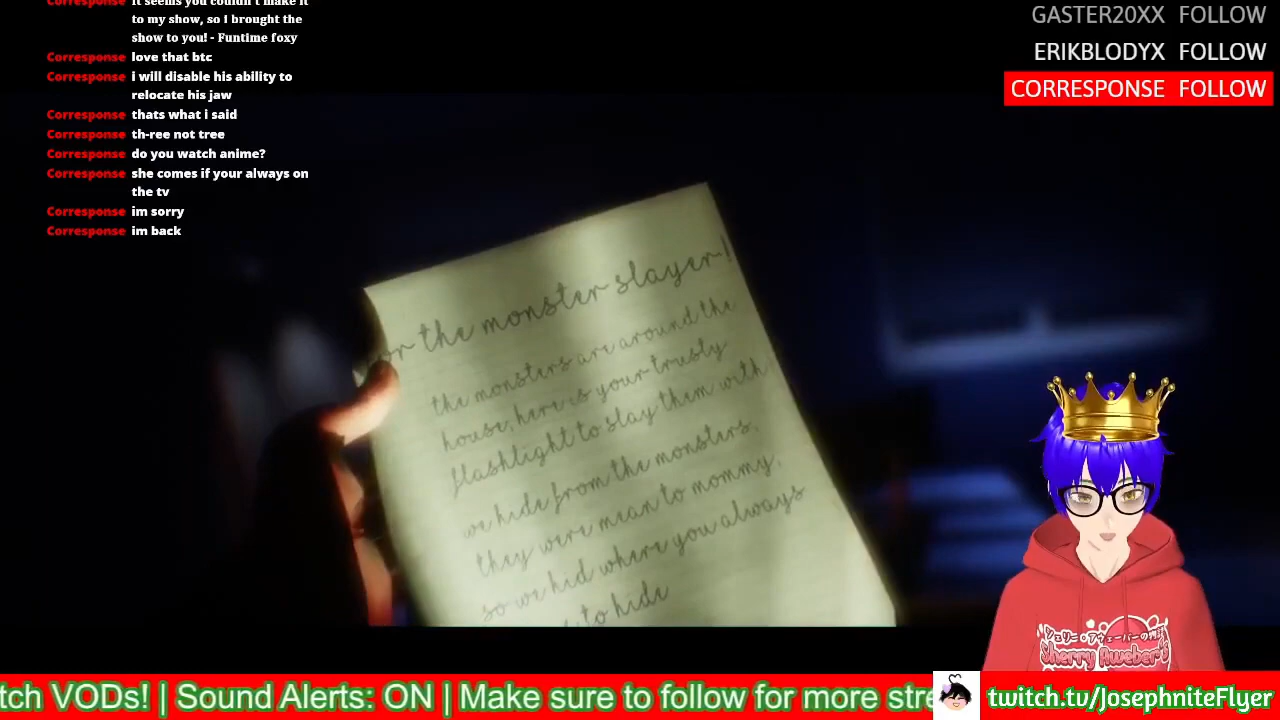 Corresponse it seems you couldn't make it
to my show, so i brought the
show to you! - Funtime foxy
Corresponse love that btc
Corresponse i will disable his ability to
relocate his jaw
Corresponse thats what i said
Corresponse th-ree not tree
Corresponse do you watch anime?
Corresponse she comes if your always on
the tv
Corresponse im sorry
Corresponse im back
GASTER20XX FOLLOW
ERIKBLODYX FOLLOW
CORRESPONSE FOLLOW
or the monster slayer!
the monsters are around the
house, here is your trusty
flashlight to slay them with
we hide from the monsters,
they were mean to mommy,
so we hid where you always
to hide
Sherry Aweber's
tch VODs! | Sound Alerts: ON | Make sure to follow for more stre
twitch.tv/JosephniteFlyer